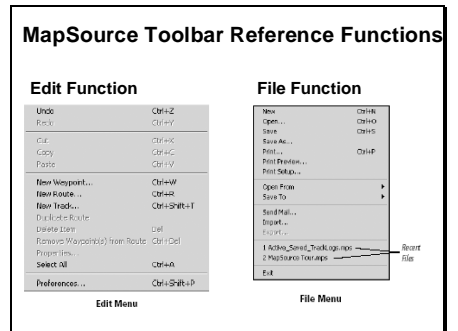 MapSource Toolbar Reference Functions
Edit Function
Undo Ctrl+Z
Redo Ctrl+Y
Cut Ctrl+X
Copy Ctrl+C
Paste Ctrl+V
New Waypoint... Ctrl+W
New Route... Ctrl+R
New Track... Ctrl+Shift+T
Duplicate Route
Delete Item Del
Remove Waypoint(s) from Route Ctrl+Del
Properties...
Select All Ctrl+A
Preferences... Ctrl+Shift+P
Edit Menu
File Function
New Ctrl+N
Open... Ctrl+O
Save Ctrl+S
Save As...
Print... Ctrl+P
Print Preview...
Print Setup...
Open From
Save To
Send Mail...
Import...
Export...
1 Active_Saved_TrackLogs.mps
2 MapSource Tour.mps
Recent
Files
Exit
File Menu